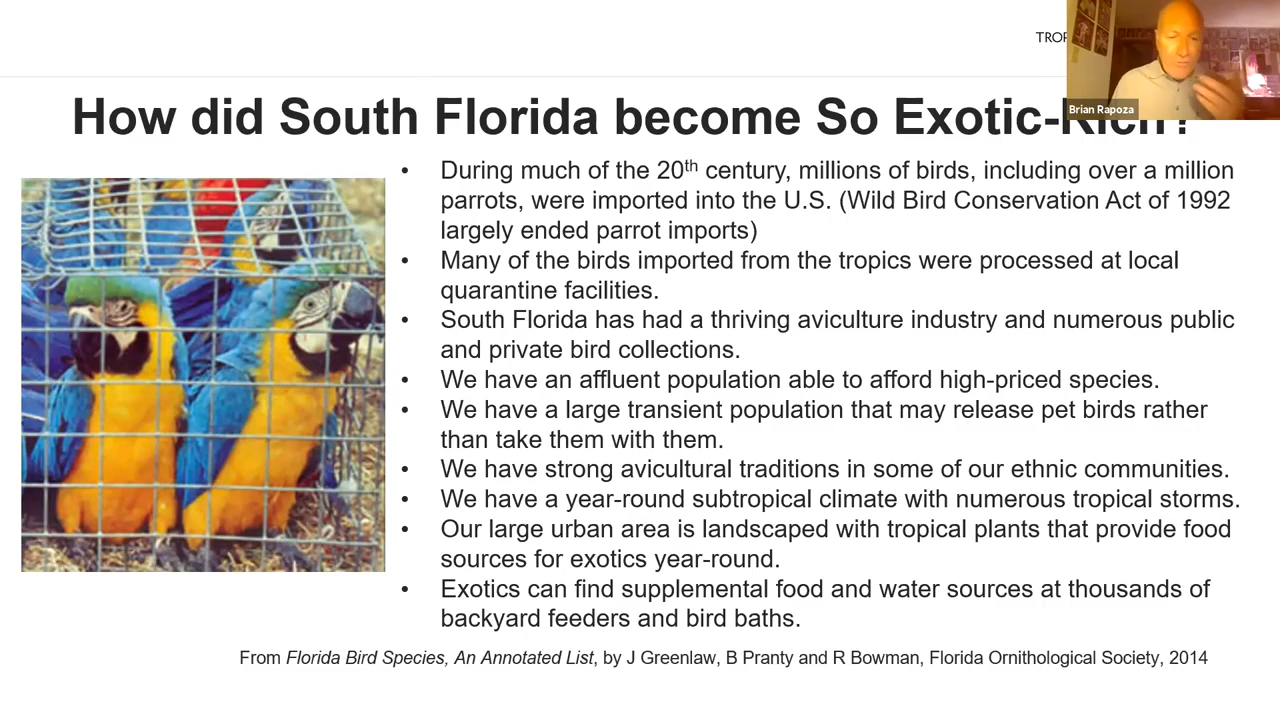 TROP
Brian Rapoza
How did South Florida become So Exotic-Rich?
• During much of the 20th century, millions of birds, including over a million
parrots, were imported into the U.S. (Wild Bird Conservation Act of 1992
largely ended parrot imports)
• Many of the birds imported from the tropics were processed at local
quarantine facilities.
• South Florida has had a thriving aviculture industry and numerous public
and private bird collections.
• We have an affluent population able to afford high-priced species.
• We have a large transient population that may release pet birds rather
than take them with them.
• We have strong avicultural traditions in some of our ethnic communities.
• We have a year-round subtropical climate with numerous tropical storms.
• Our large urban area is landscaped with tropical plants that provide food
sources for exotics year-round.
• Exotics can find supplemental food and water sources at thousands of
backyard feeders and bird baths.
From Florida Bird Species, An Annotated List, by J Greenlaw, B Pranty and R Bowman, Florida Ornithological Society, 2014